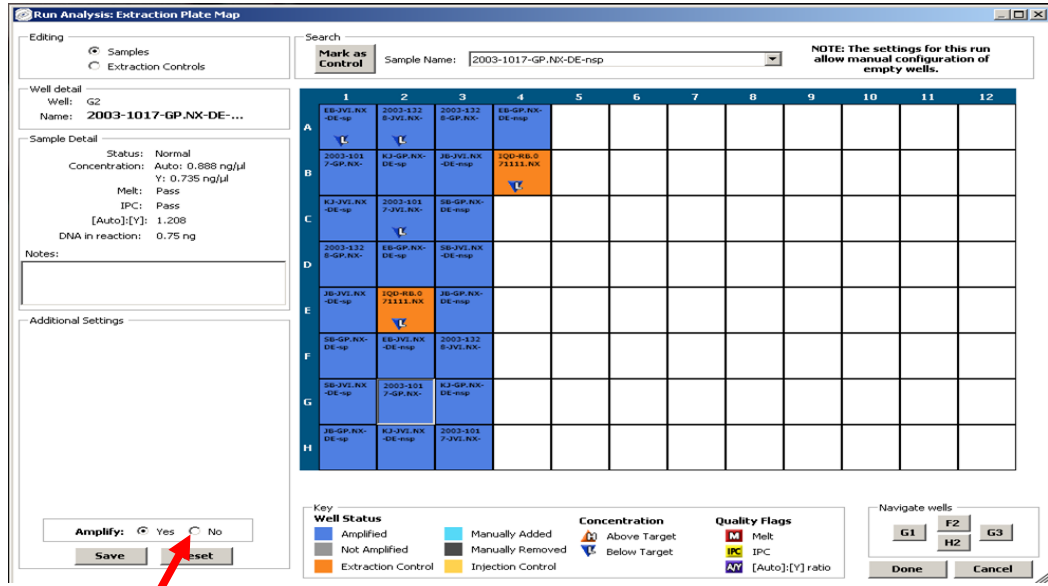 Run Analysis: Extraction Plate Map
Editing
Samples
Extraction Controls
Well detail
Well: G2
Name: 2003-1017-GP.NX-DE-...
Sample Detail
Status: Normal
Concentration: Auto: 0.888 ng/µl
Y: 0.735 ng/µl
Melt: Pass
IPC: Pass
[Auto]:[Y]: 1.208
DNA in reaction: 0.75 ng
Notes:
Additional Settings
Amplify: Yes No
Save
Search
Mark as
Control
Sample Name: 2003-1017-GP.NX-DE-nsp
NOTE: The settings for this run
allow manual configuration of
empty wells.
1 2 3 4 5 6 7 8 9 10 11 12
A
EB-JVI.NX 2003-132 2003-132 EB-GP.NX-
-DE-sp 8-JVI.NX- 8-GP.NX- DE-nsp
L L
B
2003-101 KJ-GP.NX- JB-JVI.NX IQD-RB.0
7-GP.NX- DE-sp -DE-nsp 71111.NX
L
C
KJ-JVI.NX 2003-101 SB-GP.NX-
-DE-sp 7-JVI.NX- DE-nsp
L
D
2003-132 EB-GP.NX- SB-JVI.NX
8-GP.NX- DE-sp -DE-nsp
E
JB-JVI.NX IQD-RB.0 JB-GP.NX-
-DE-sp 71111.NX DE-nsp
L
F
SB-GP.NX- EB-JVI.NX 2003-132
DE-sp -DE-nsp 8-JVI.NX-
G
SB-JVI.NX 2003-101 KJ-GP.NX-
-DE-sp 7-GP.NX- DE-nsp
H
JB-GP.NX- KJ-JVI.NX 2003-101
DE-sp -DE-nsp 7-JVI.NX-
Key
Well Status
Amplified
Not Amplified
Extraction Control
Manually Added
Manually Removed
Injection Control
Concentration
H Above Target
L Below Target
Quality Flags
M Melt
IPC IPC
A/Y [Auto]:[Y] ratio
Navigate wells
F2
G1 G3
H2
Done Cancel